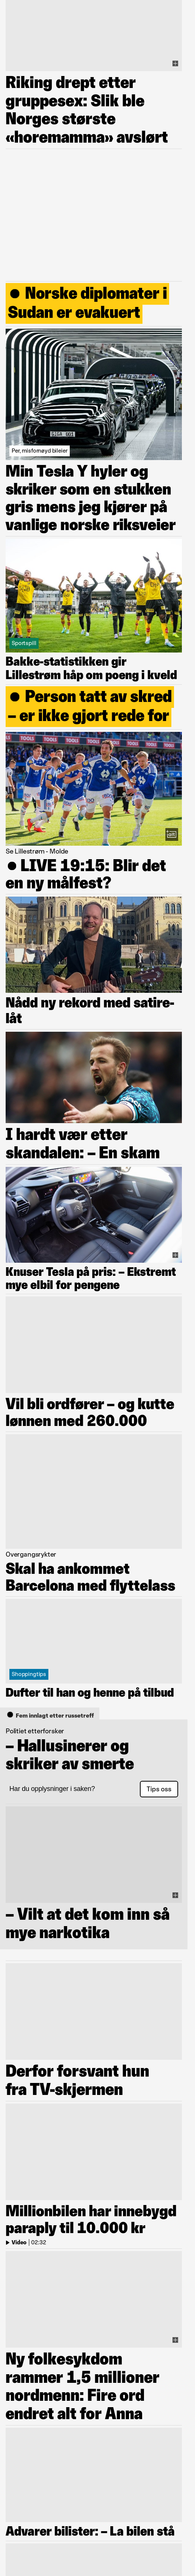 Riking drept etter
gruppesex: Slik ble
Norges største
«horemamma» avslørt
Norske diplomater i
Sudan er evakuert
Per, misfornøyd bileier
Min Tesla Y hyler og
skriker som en stukken
gris mens jeg kjører på
vanlige norske riksveier
Sportspill
Bakke-statistikken gir
Lillestrøm håp om poeng i kveld
Person tatt av skred
– er ikke gjort rede for
Se Lillestrøm - Molde
LIVE 19:15: Blir det
en ny målfest?
Nådd ny rekord med satire-
låt
I hardt vær etter
skandalen: – En skam
Knuser Tesla på pris: – Ekstremt
mye elbil for pengene
Vil bli ordfører – og kutte
lønnen med 260.000
Overgangsrykter
Skal ha ankommet
Barcelona med flyttelass
Shoppingtips
Dufter til han og henne på tilbud
Fem innlagt etter russetreff
Politiet etterforsker
– Hallusinerer og
skriker av smerte
Har du opplysninger i saken?
Tips oss
– Vilt at det kom inn så
mye narkotika
Derfor forsvant hun
fra TV-skjermen
Millionbilen har innebygd
paraply til 10.000 kr
Video | 02:32
Ny folkesykdom
rammer 1,5 millioner
nordmenn: Fire ord
endret alt for Anna
Advarer bilister: – La bilen stå